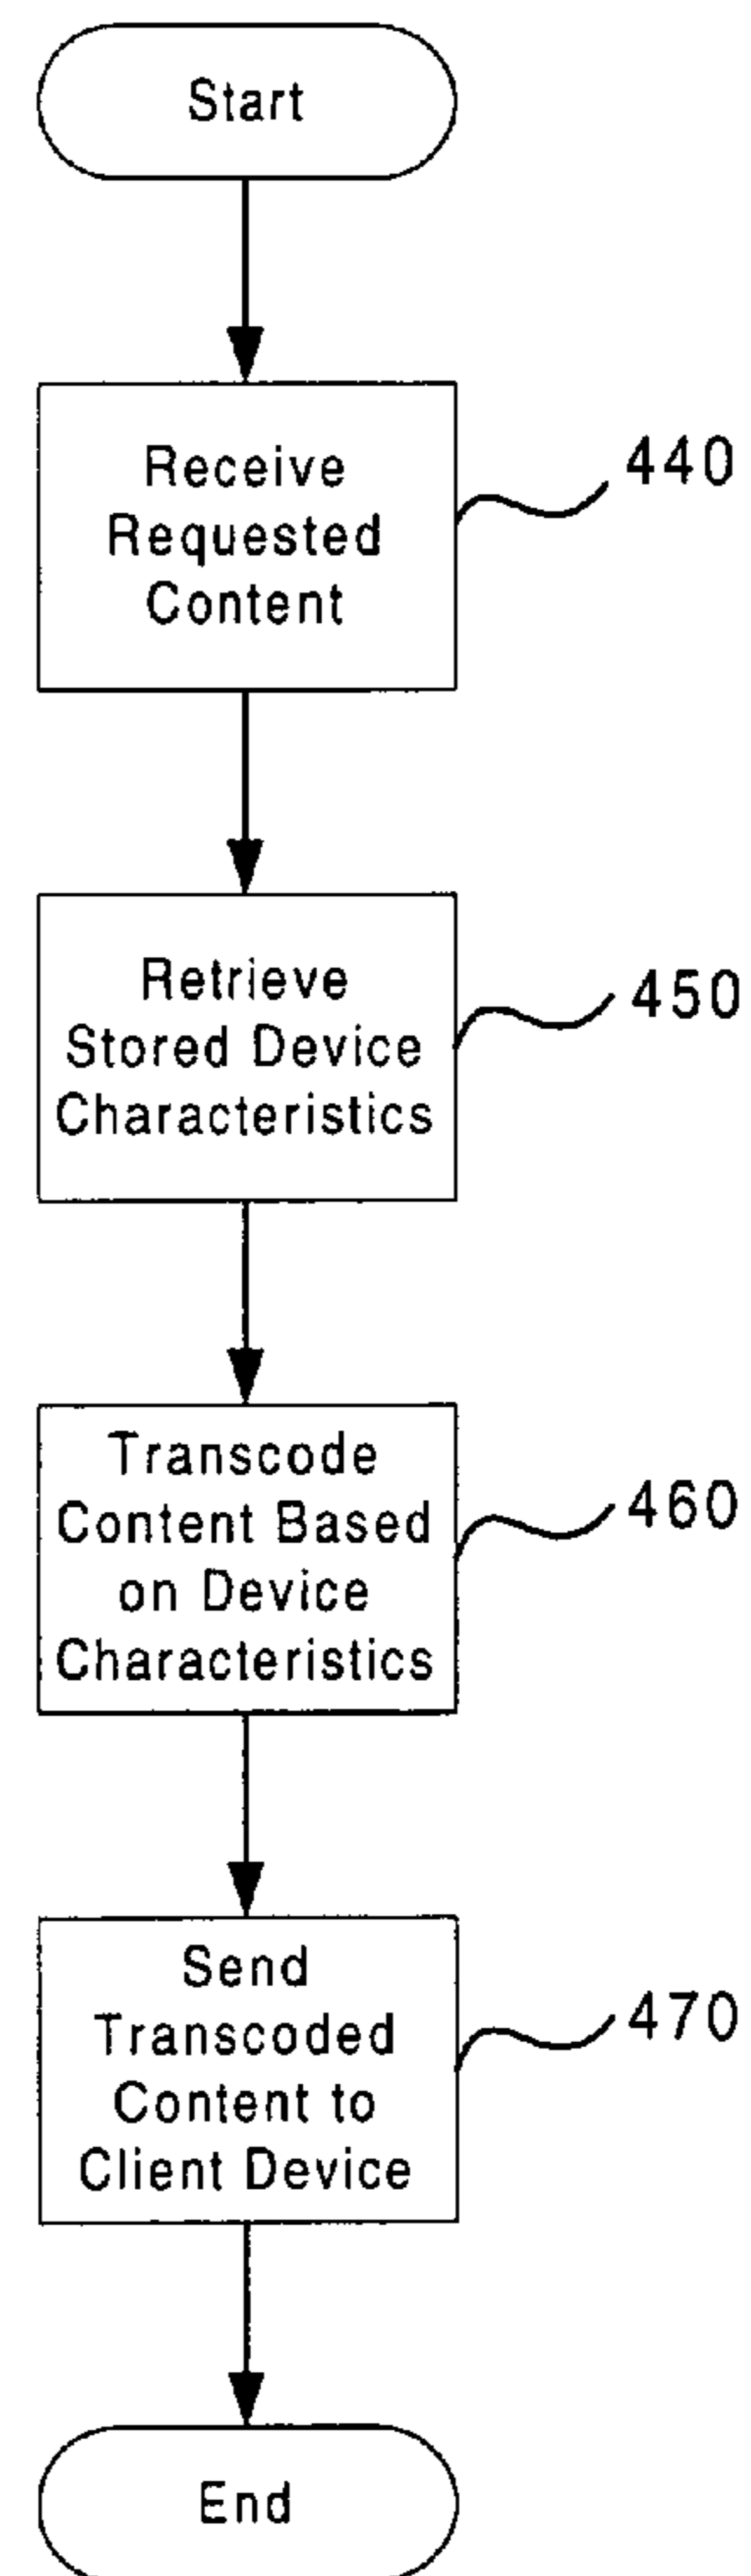 Start
Receive
Requested
Content
440
Retrieve
Stored Device
Characteristics
450
Transcode
Content Based
on Device
Characteristics
460
Send
Transcoded
Content to
Client Device
470
End